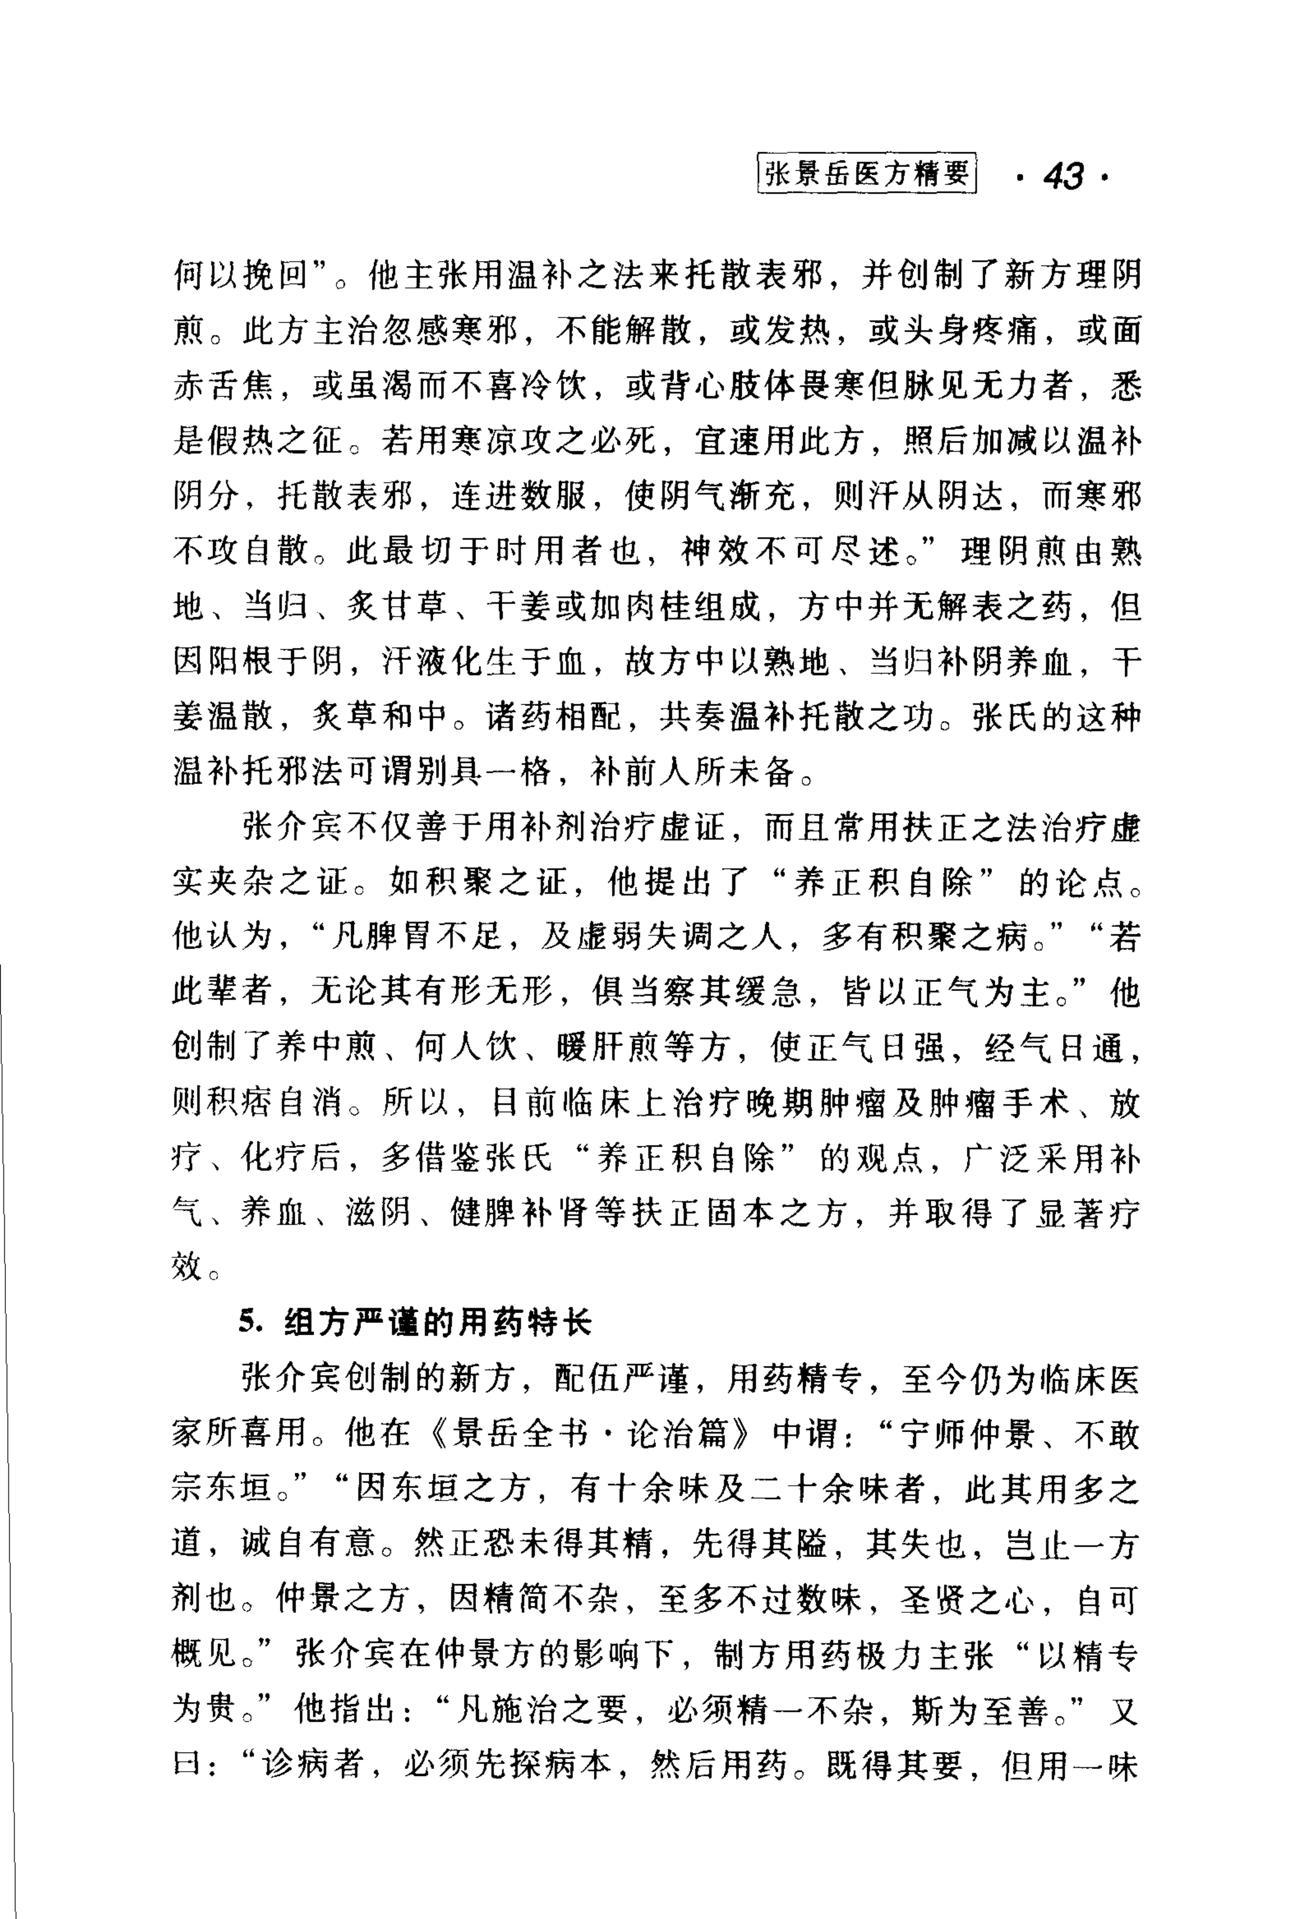 张景岳医方精要 · 43 ·
何以挽回”。他主张用温补之法来托散表邪，并创制了新方理阴
煎。此方主治忽感寒邪，不能解散，或发热，或头身疼痛，或面
赤舌焦，或虽渴而不喜冷饮，或背心肢体畏寒但脉见无力者，悉
是假热之征。若用寒凉攻之必死，宜速用此方，照后加减以温补
阴分，托散表邪，连进数服，使阴气渐充，则汗从阴达，而寒邪
不攻自散。此最切于时用者也，神效不可尽述。”理阴煎由熟
地、当归、炙甘草、干姜或加肉桂组成，方中并无解表之药，但
因阳根于阴，汗液化生于血，故方中以熟地、当归补阴养血，干
姜温散，炙草和中。诸药相配，共奏温补托散之功。张氏的这种
温补托邪法可谓别具一格，补前人所未备。
张介宾不仅善于用补剂治疗虚证，而且常用扶正之法治疗虚
实夹杂之证。如积聚之证，他提出了“养正积自除”的论点。
他认为，“凡脾胃不足，及虚弱失调之人，多有积聚之病。”“若
此辈者，无论其有形无形，俱当察其缓急，皆以正气为主。”他
创制了养中煎、何人饮、暖肝煎等方，使正气日强，经气日通，
则积痞自消。所以，目前临床上治疗晚期肿瘤及肿瘤手术、放
疗、化疗后，多借鉴张氏“养正积自除”的观点，广泛采用补
气、养血、滋阴、健脾补肾等扶正固本之方，并取得了显著疗
效。
5. 组方严谨的用药特长
张介宾创制的新方，配伍严谨，用药精专，至今仍为临床医
家所喜用。他在《景岳全书·论治篇》中谓：“宁师仲景、不敢
宗东垣。”“因东垣之方，有十余味及二十余味者，此其用多之
道，诚自有意。然正恐未得其精，先得其隘，其失也，岂止一方
剂也。仲景之方，因精简不杂，至多不过数味，圣贤之心，自可
概见。”张介宾在仲景方的影响下，制方用药极力主张“以精专
为贵。”他指出：“凡施治之要，必须精一不杂，斯为至善。”又
曰：“诊病者，必须先探病本，然后用药。既得其要，但用一味